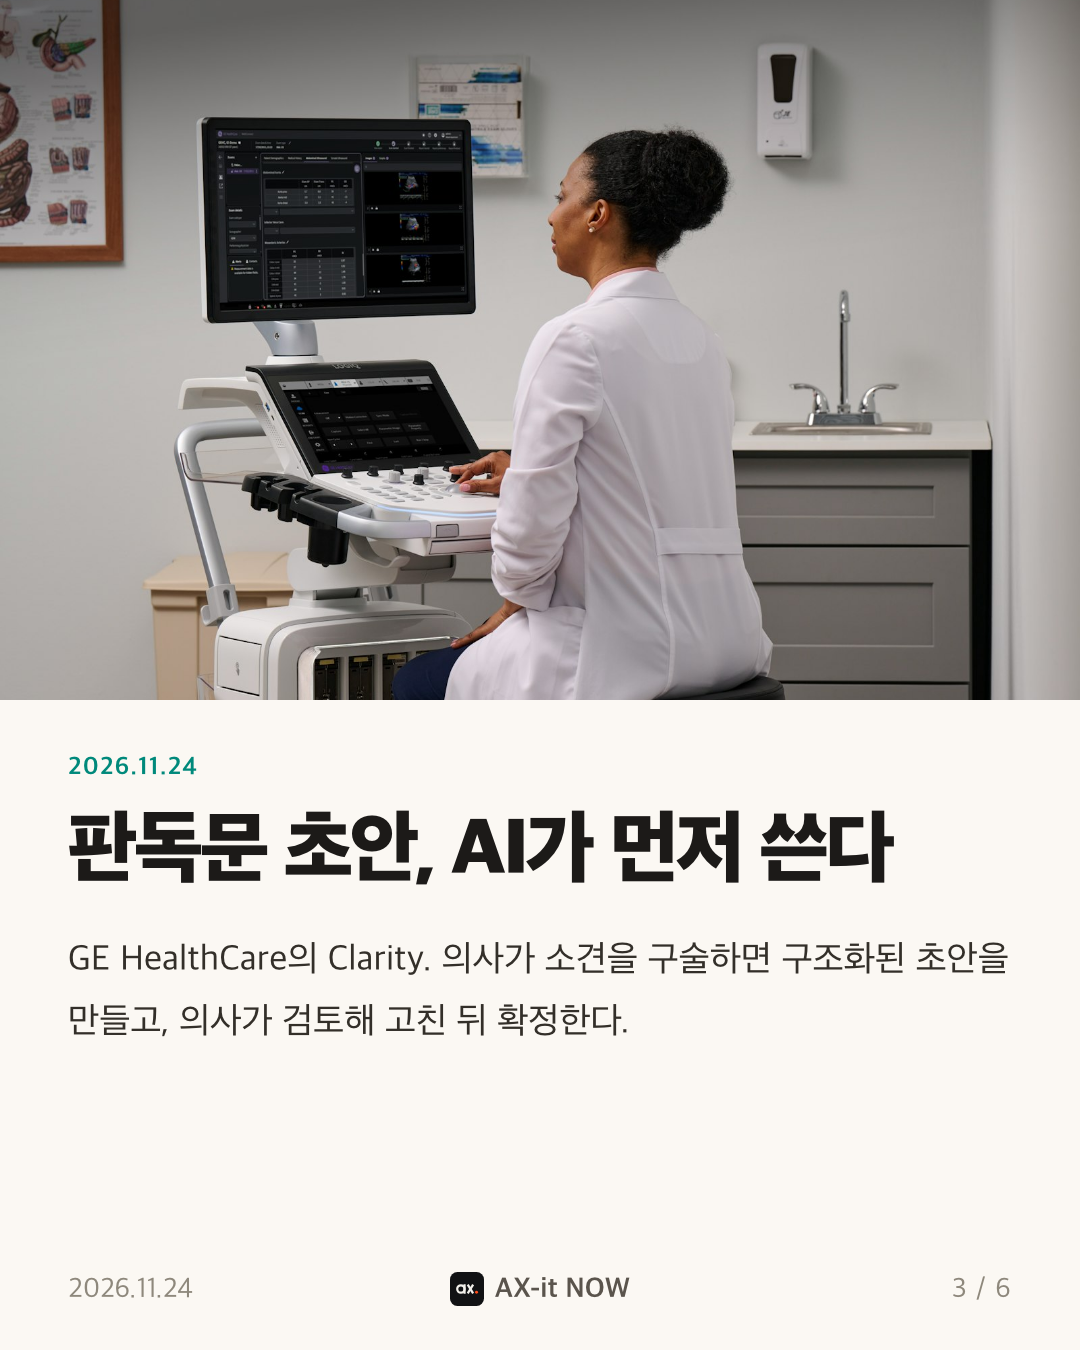 LOGIQ
2026.11.24
판독문 초안, AI가 먼저 쓴다
GE HealthCare의 Clarity. 의사가 소견을 구술하면 구조화된 초안을
만들고, 의사가 검토해 고친 뒤 확정한다.
2026.11.24
ax.
AX-it NOW
3 / 6